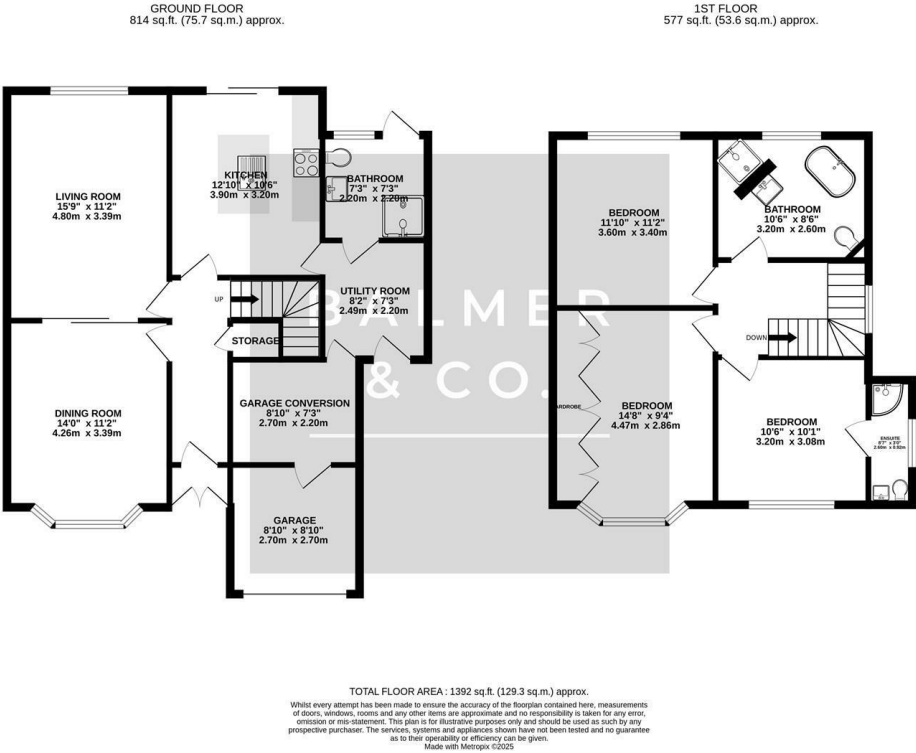 GROUND FLOOR
814 sq.ft. (75.7 sq.m.) approx.
1ST FLOOR
577 sq.ft. (53.6 sq.m.) approx.
LIVING ROOM
15'9" x 11'2"
4.80m x 3.39m
KITCHEN
12'10" x 10'6"
3.90m x 3.20m
BATHROOM
7'3" x 7'3"
2.20m x 2.20m
UP
UTILITY ROOM
8'2" x 7'3"
2.49m x 2.20m
STORAGE
DINING ROOM
14'0" x 11'2"
4.26m x 3.39m
GARAGE CONVERSION
8'10" x 7'3"
2.70m x 2.20m
GARAGE
8'10" x 8'10"
2.70m x 2.70m
BALMER
& CO.
BEDROOM
11'10" x 11'2"
3.60m x 3.40m
BATHROOM
10'6" x 8'6"
3.20m x 2.60m
DOWN
BEDROOM
14'8" x 9'4"
4.47m x 2.86m
BEDROOM
10'6" x 10'1"
3.20m x 3.08m
ENSUITE
TOTAL FLOOR AREA : 1392 sq.ft. (129.3 sq.m.) approx.
Whilst every attempt has been made to ensure the accuracy of the floorplan contained here, measurements
of doors, windows, rooms and any other items are approximate and no responsibility is taken for any error,
omission or mis-statement. This plan is for illustrative purposes only and should be used as such by any
prospective purchaser. The services, systems and appliances shown have not been tested and no guarantee
as to their operability or efficiency can be given.
Made with Metropix ©2025